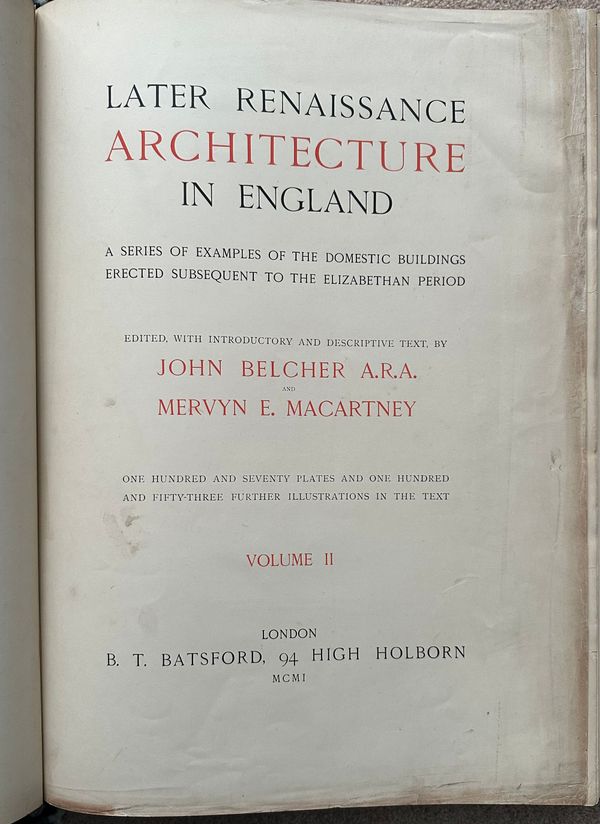 LATER RENAISSANCE
ARCHITECTURE
IN ENGLAND
A SERIES OF EXAMPLES OF THE DOMESTIC BUILDINGS
ERECTED SUBSEQUENT TO THE ELIZABETHAN PERIOD
EDITED, WITH INTRODUCTORY AND DESCRIPTIVE TEXT, BY
JOHN BELCHER A.R.A.
AND
MERVYN E. MACARTNEY
ONE HUNDRED AND SEVENTY PLATES AND ONE HUNDRED
AND FIFTY-THREE FURTHER ILLUSTRATIONS IN THE TEXT
VOLUME II
LONDON
B. T. BATSFORD, 94 HIGH HOLBORN
MCMI